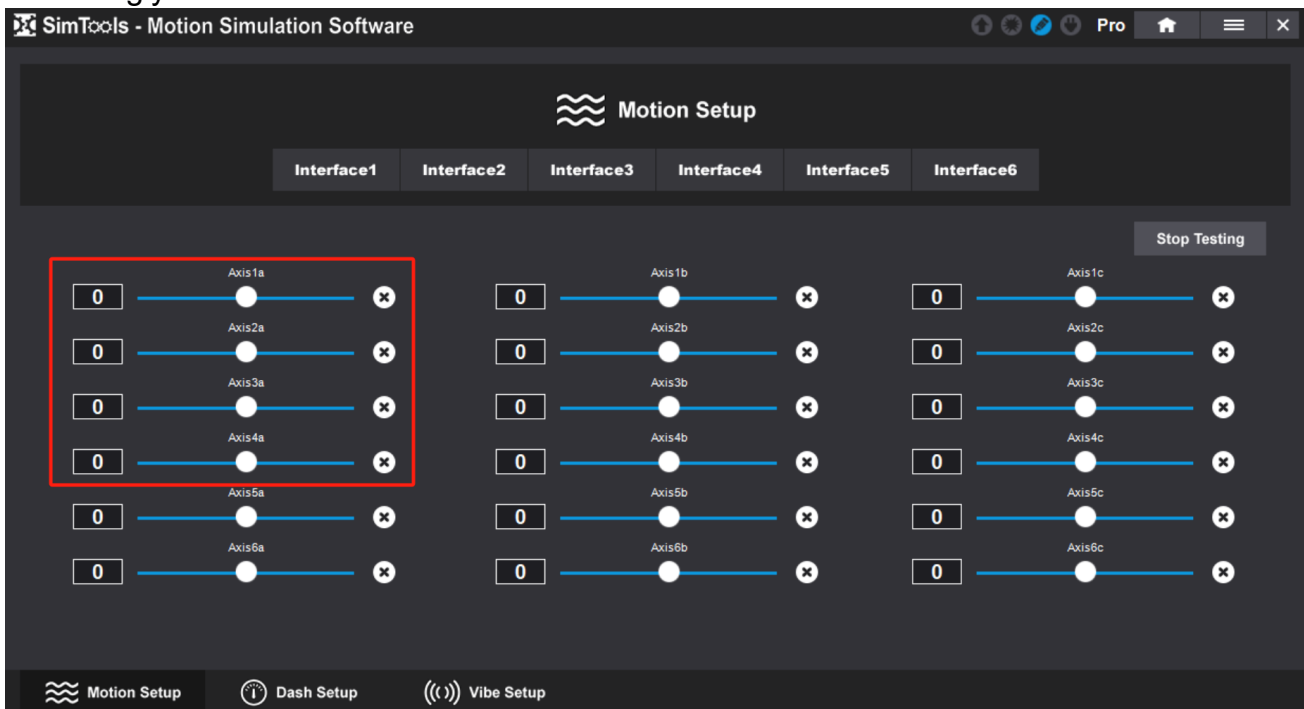 SimTools - Motion Simulation Software Pro
Motion Setup
Interface1 Interface2 Interface3 Interface4 Interface5 Interface6
Stop Testing
Axis1a Axis1b Axis1c
0 0 0
Axis2a Axis2b Axis2c
0 0 0
Axis3a Axis3b Axis3c
0 0 0
Axis4a Axis4b Axis4c
0 0 0
Axis5a Axis5b Axis5c
0 0 0
Axis6a Axis6b Axis6c
0 0 0
Motion Setup Dash Setup Vibe Setup